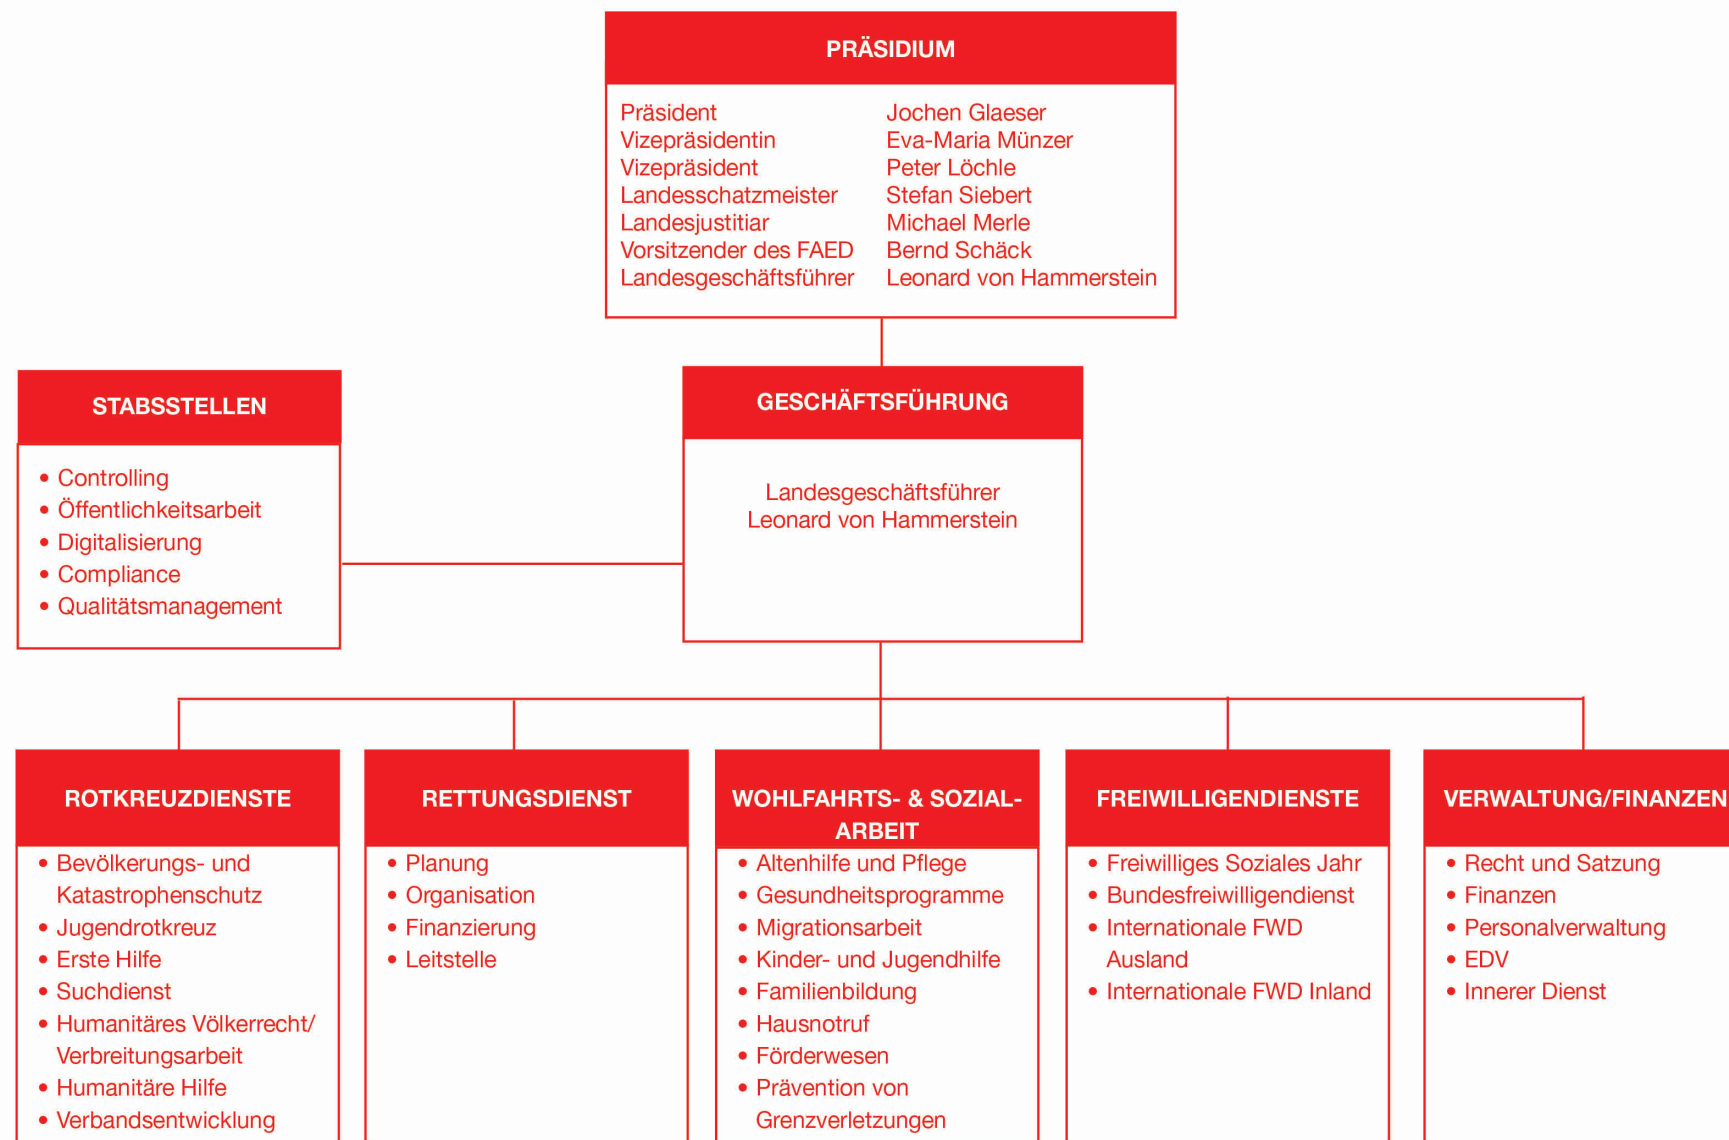 PRÄSIDIUM
Präsident Jochen Glaeser
Vizepräsidentin Eva-Maria Münzer
Vizepräsident Peter Löchle
Landesschatzmeister Stefan Siebert
Landesjustitiar Michael Merle
Vorsitzender des FAED Bernd Schäck
Landesgeschäftsführer Leonard von Hammerstein
STABSSTELLEN
• Controlling
• Öffentlichkeitsarbeit
• Digitalisierung
• Compliance
• Qualitätsmanagement
GESCHÄFTSFÜHRUNG
Landesgeschäftsführer
Leonard von Hammerstein
ROTKREUZDIENSTE
• Bevölkerungs- und
Katastrophenschutz
• Jugendrotkreuz
• Erste Hilfe
• Suchdienst
• Humanitäres Völkerrecht/
Verbreitungsarbeit
• Humanitäre Hilfe
• Verbandsentwicklung
RETTUNGSDIENST
• Planung
• Organisation
• Finanzierung
• Leitstelle
WOHLFAHRTS- & SOZIAL-
ARBEIT
• Altenhilfe und Pflege
• Gesundheitsprogramme
• Migrationsarbeit
• Kinder- und Jugendhilfe
• Familienbildung
• Hausnotruf
• Förderwesen
• Prävention von
Grenzverletzungen
FREIWILLIGENDIENSTE
• Freiwilliges Soziales Jahr
• Bundesfreiwilligendienst
• Internationale FWD
Ausland
• Internationale FWD Inland
VERWALTUNG/FINANZEN
• Recht und Satzung
• Finanzen
• Personalverwaltung
• EDV
• Innerer Dienst